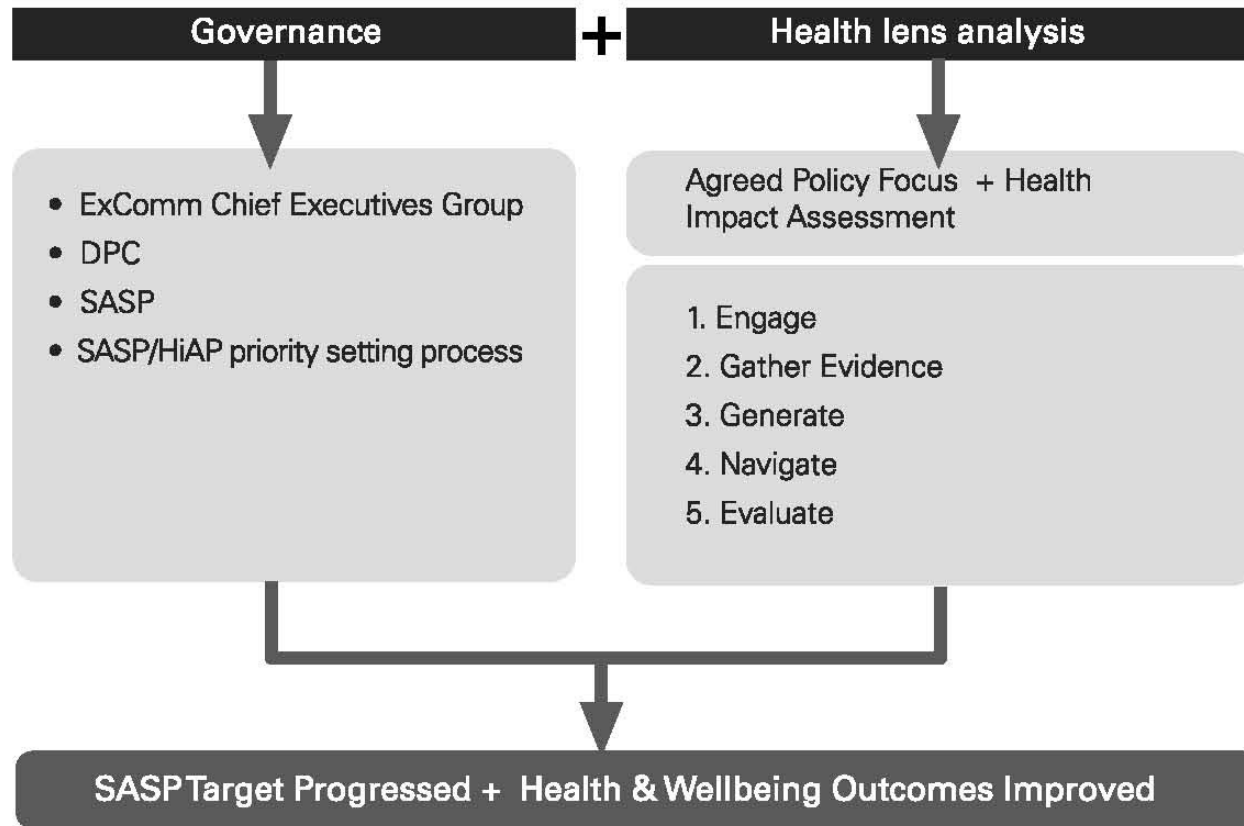 Governance
+
Health lens analysis
• ExComm Chief Executives Group
• DPC
• SASP
• SASP/HiAP priority setting process
Agreed Policy Focus + Health
Impact Assessment
1. Engage
2. Gather Evidence
3. Generate
4. Navigate
5. Evaluate
SASP Target Progressed + Health & Wellbeing Outcomes Improved